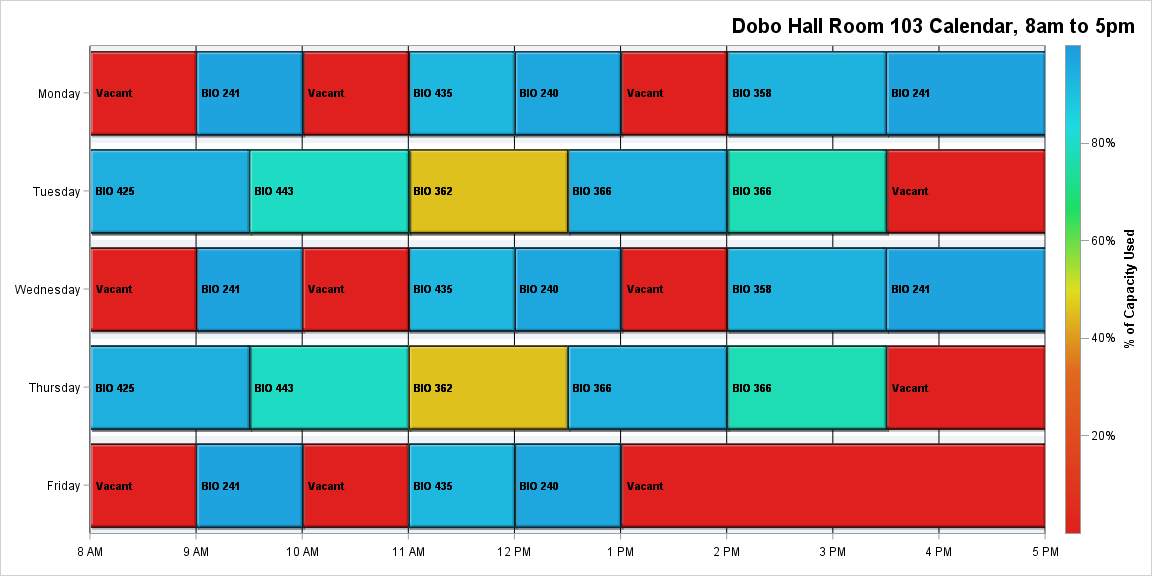 Dobo Hall Room 103 Calendar, 8am to 5pm
Monday
Vacant
BIO 241
Vacant
BIO 435
BIO 240
Vacant
BIO 358
BIO 241
Tuesday
BIO 425
BIO 443
BIO 362
BIO 366
BIO 366
Vacant
Wednesday
Vacant
BIO 241
Vacant
BIO 435
BIO 240
Vacant
BIO 358
BIO 241
Thursday
BIO 425
BIO 443
BIO 362
BIO 366
BIO 366
Vacant
Friday
Vacant
BIO 241
Vacant
BIO 435
BIO 240
Vacant
8 AM
9 AM
10 AM
11 AM
12 PM
1 PM
2 PM
3 PM
4 PM
5 PM
80%
60%
40%
20%
% of Capacity Used